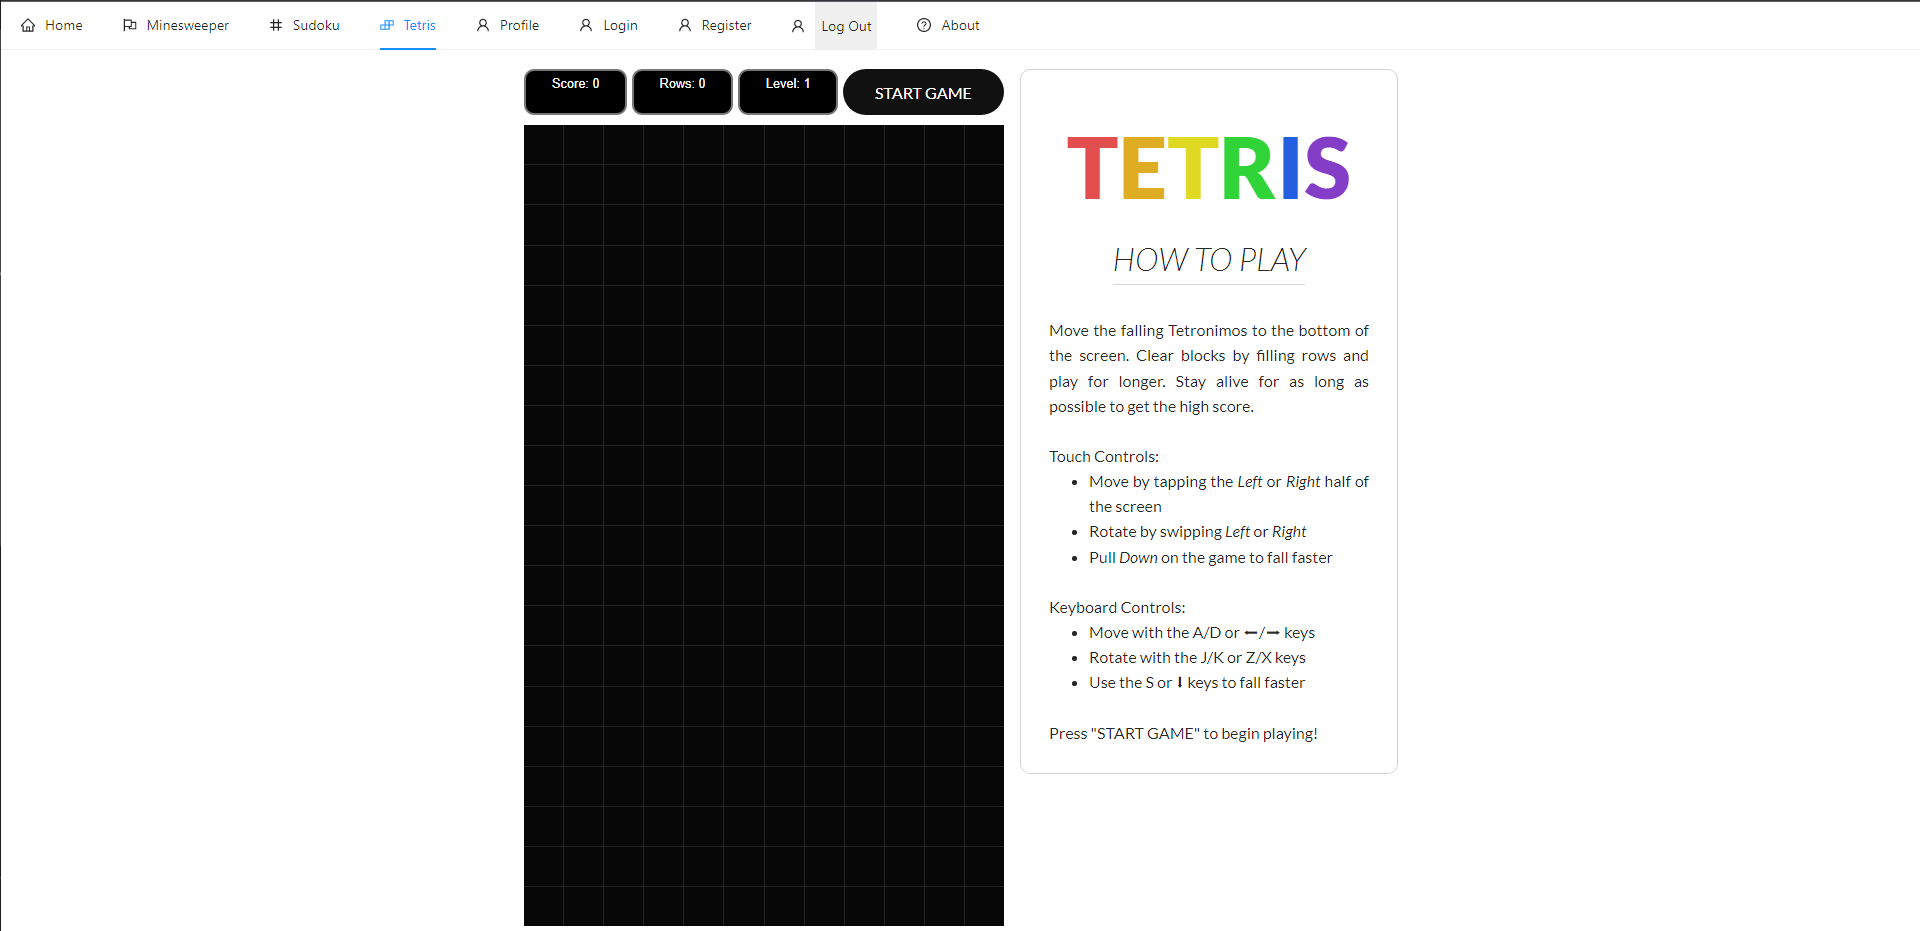 Home Minesweeper Sudoku Tetris Profile Login Register Log Out About
Score: 0 Rows: 0 Level: 1 START GAME
TETRIS
HOW TO PLAY
Move the falling Tetronimos to the bottom of
the screen. Clear blocks by filling rows and
play for longer. Stay alive for as long as
possible to get the high score.
Touch Controls:
• Move by tapping the Left or Right half of
the screen
• Rotate by swipping Left or Right
• Pull Down on the game to fall faster
Keyboard Controls:
• Move with the A/D or ←/→ keys
• Rotate with the J/K or Z/X keys
• Use the S or ↓ keys to fall faster
Press "START GAME" to begin playing!